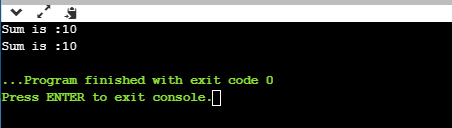 Sum is :10
Sum is :10
...Program finished with exit code 0
Press ENTER to exit console.